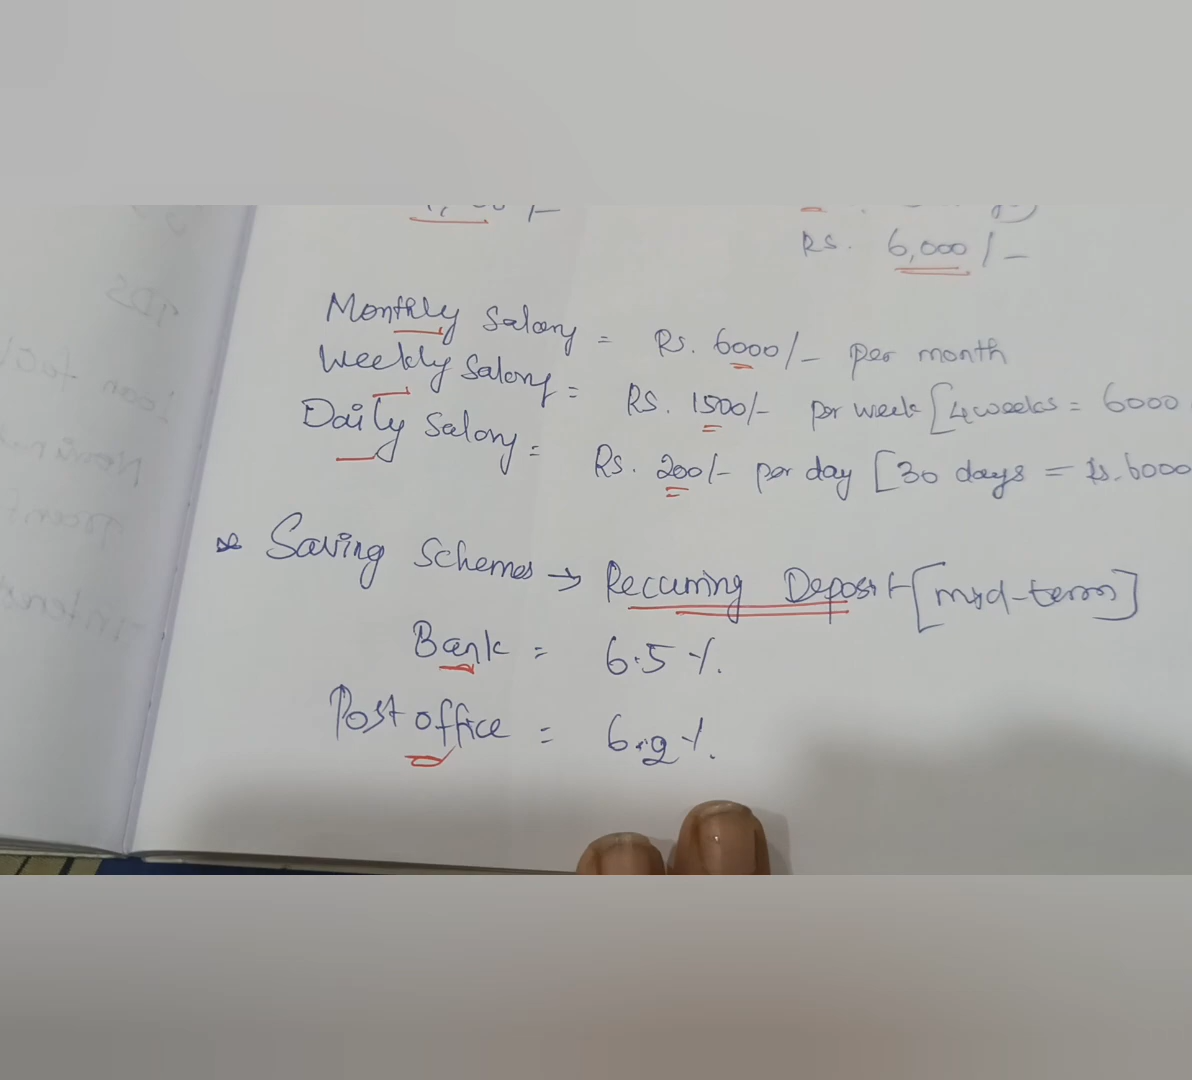 Rs. 6,000/-
Monthly Salary = Rs. 6000/- per month
Weekly Salary = Rs. 1500/- per week [4 weeks = 6000
Daily Salary = Rs. 200/- per day [30 days = Rs. 6000
Saving Schemes → Recurring Deposit [mid-term]
Bank = 6.5 %.
Post office = 6.2 %.